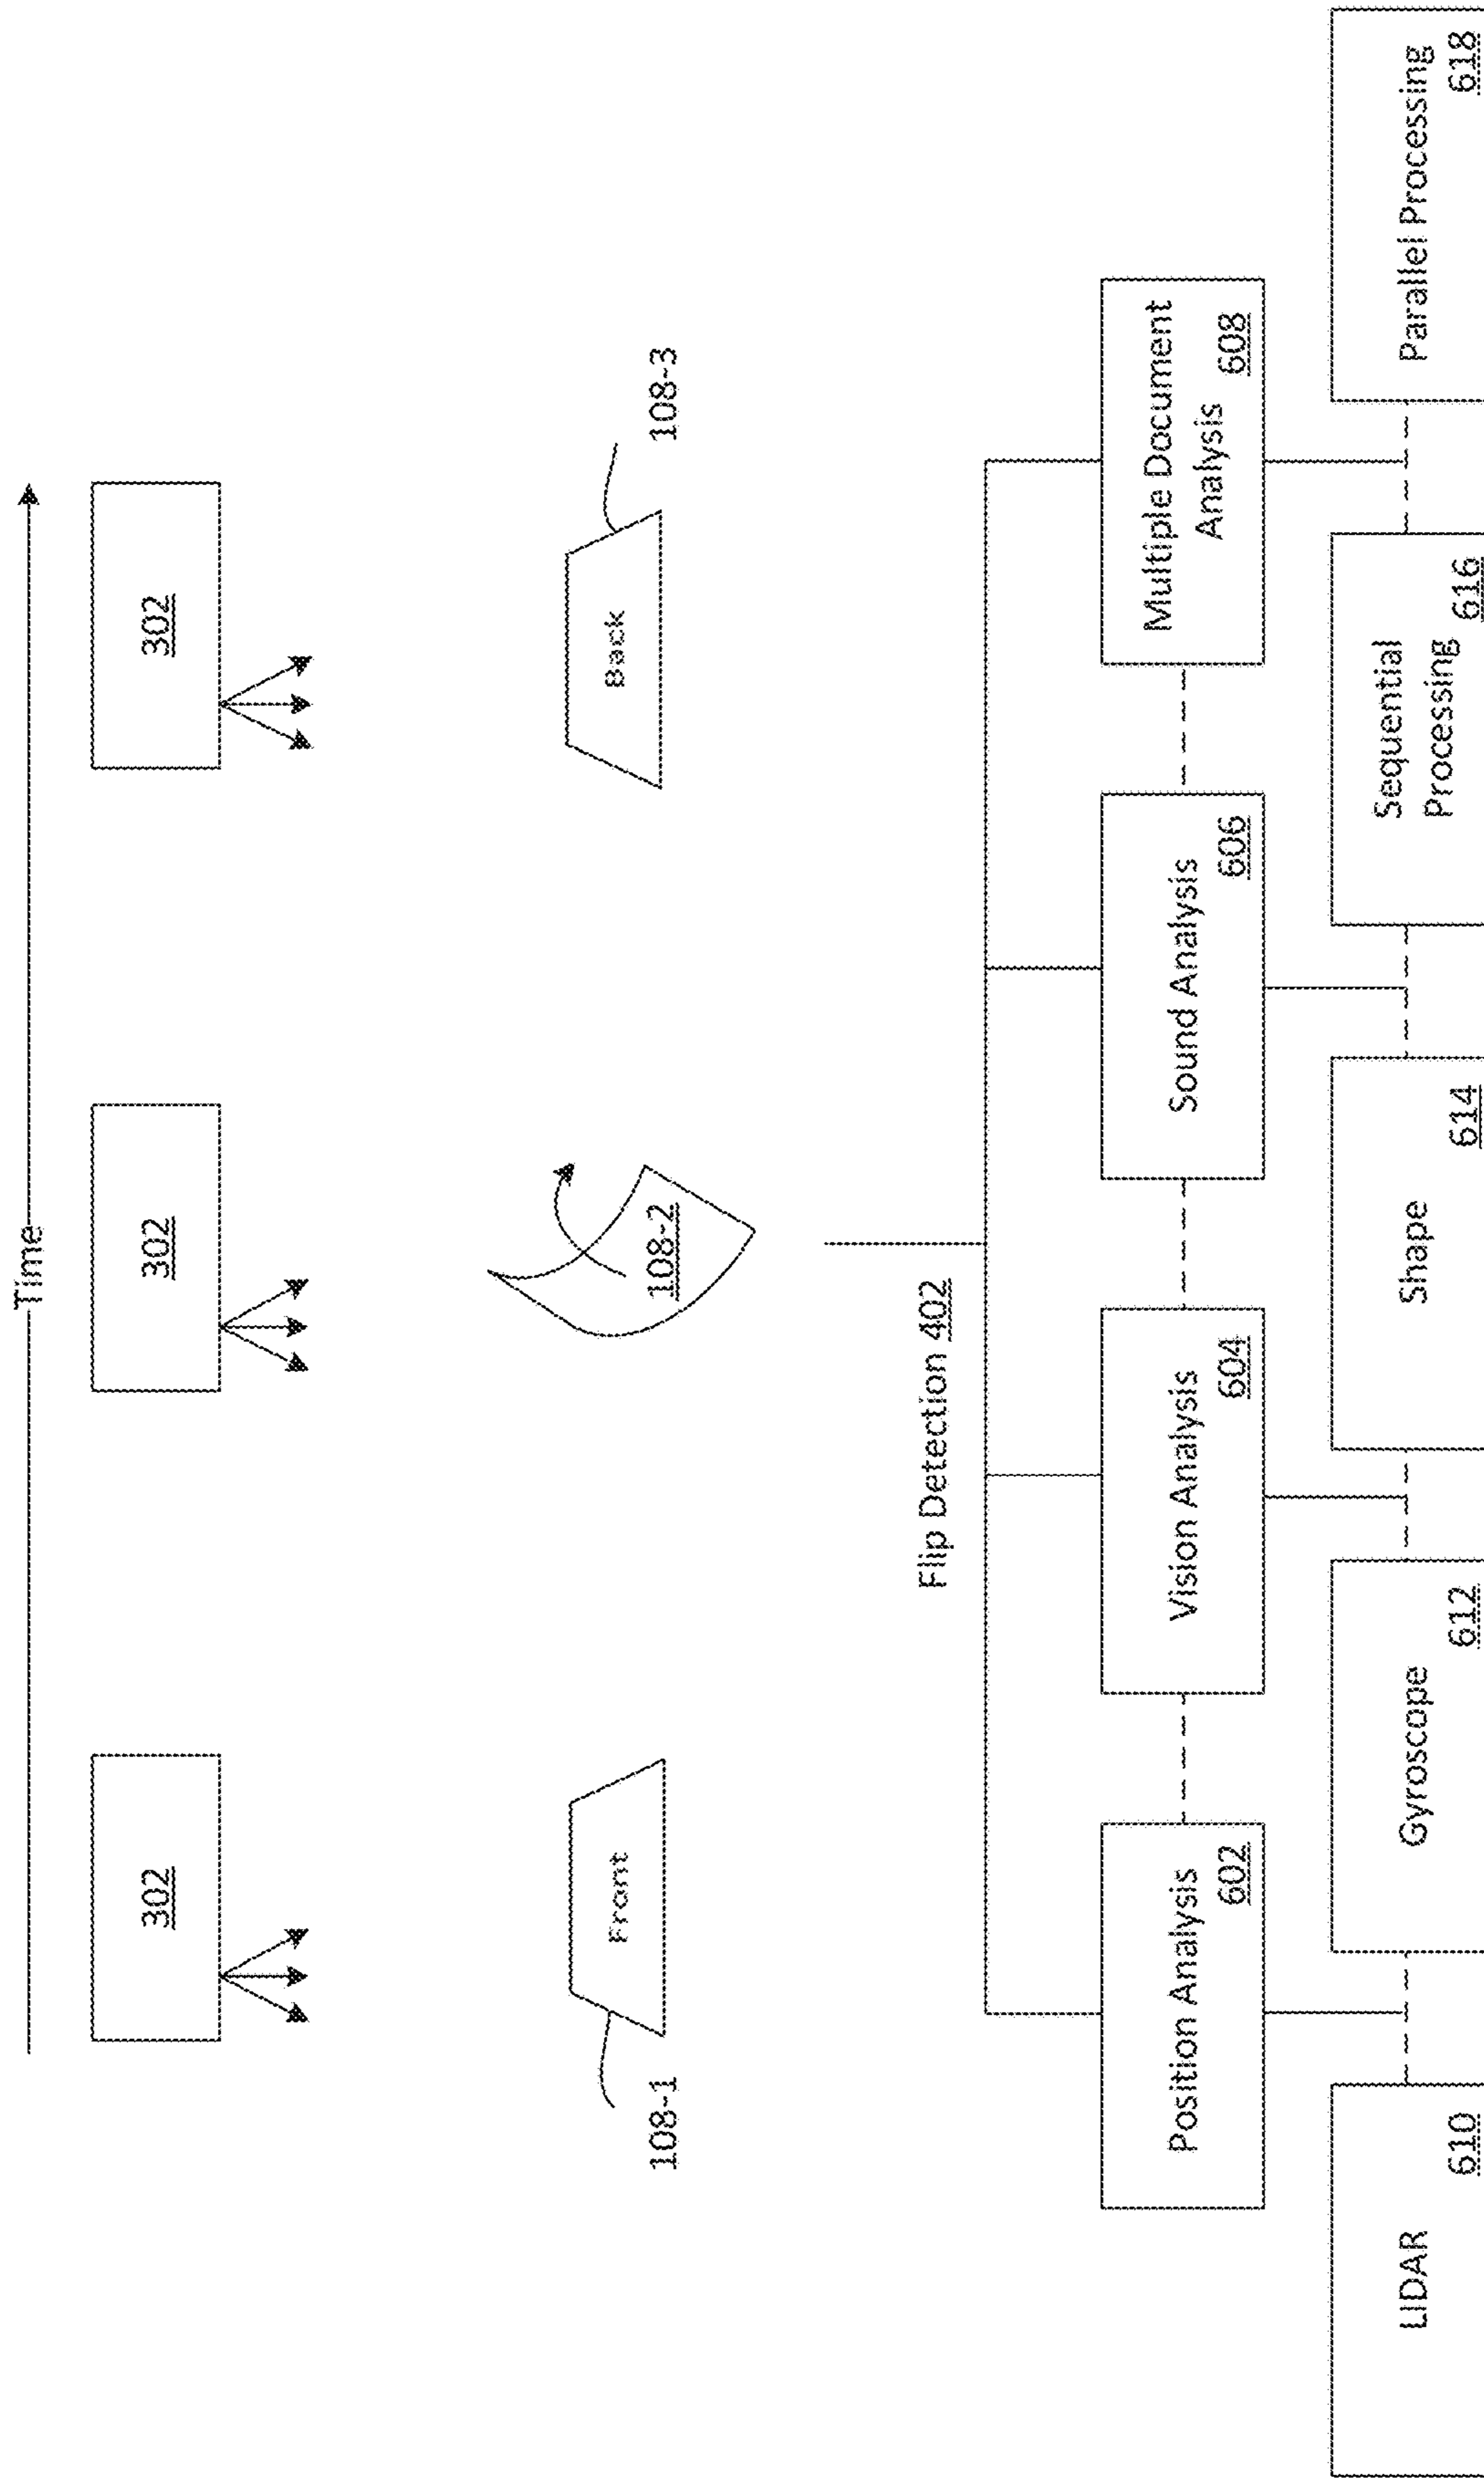 Time
302
302
302
108-1
Front
108-2
Back
108-3
Flip Detection 402
Position Analysis
602
Vision Analysis
604
Sound Analysis
606
Multiple Document
Analysis
608
LIDAR
610
Gyroscope
612
Shape
614
Sequential
Processing
616
Parallel Processing
618